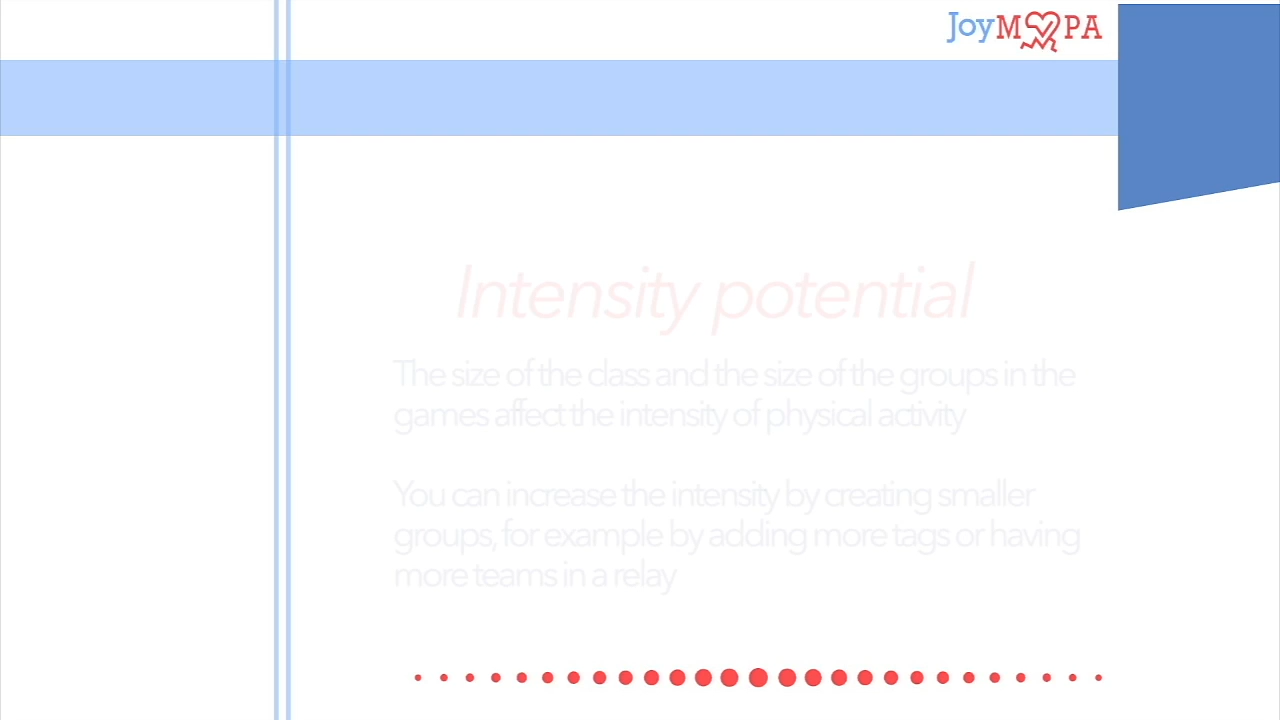 JoyMPA
Intensity potential
The size of the class and the size of the groups in the
games affect the intensity of physical activity
You can increase the intensity by creating smaller
groups, for example by adding more tags or having
more teams in a relay